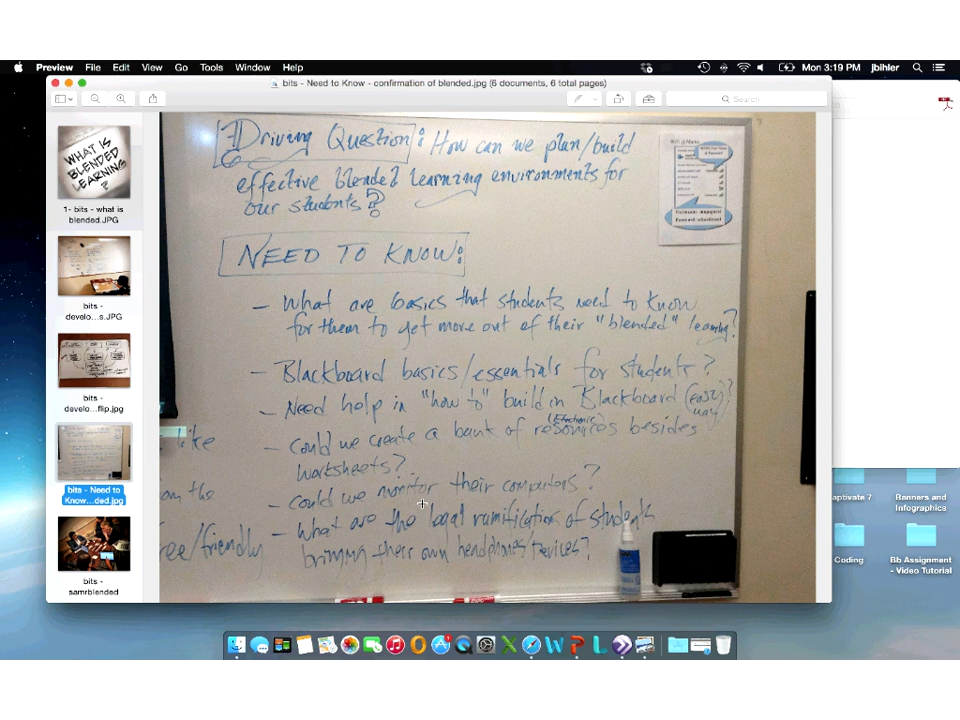 Preview File Edit View Go Tools Window Help
Mon 3:19 PM jbihler
bits - Need to Know - confirmation of blended.jpg (6 documents, 6 total pages)
Search
WHAT IS
BLENDED
LEARNING
?
1- bits - what is
blended.JPG
bits -
develo...s.JPG
bits -
develo...flip.jpg
bits - Need to
Know...ded.jpg
bits -
samrblended
Driving Question: How can we plan/build
effective blended learning environments for
our students?
NEED TO KNOW:
- What are basics that students need to know
for them to get more out of their "blended" learning?
- Blackboard basics/essentials for students?
- Need help in "how to" build in Blackboard (easy way)?
- Could we create a bank of (Electronic) resources besides
worksheets?
- Could we monitor their computers?
- What are the legal ramification of students
bringing their own headphones/devices?
like
om the
ree/friendly
aptivate 7
Banners and
Infographics
Coding
Bb Assignment
- Video Tutorial